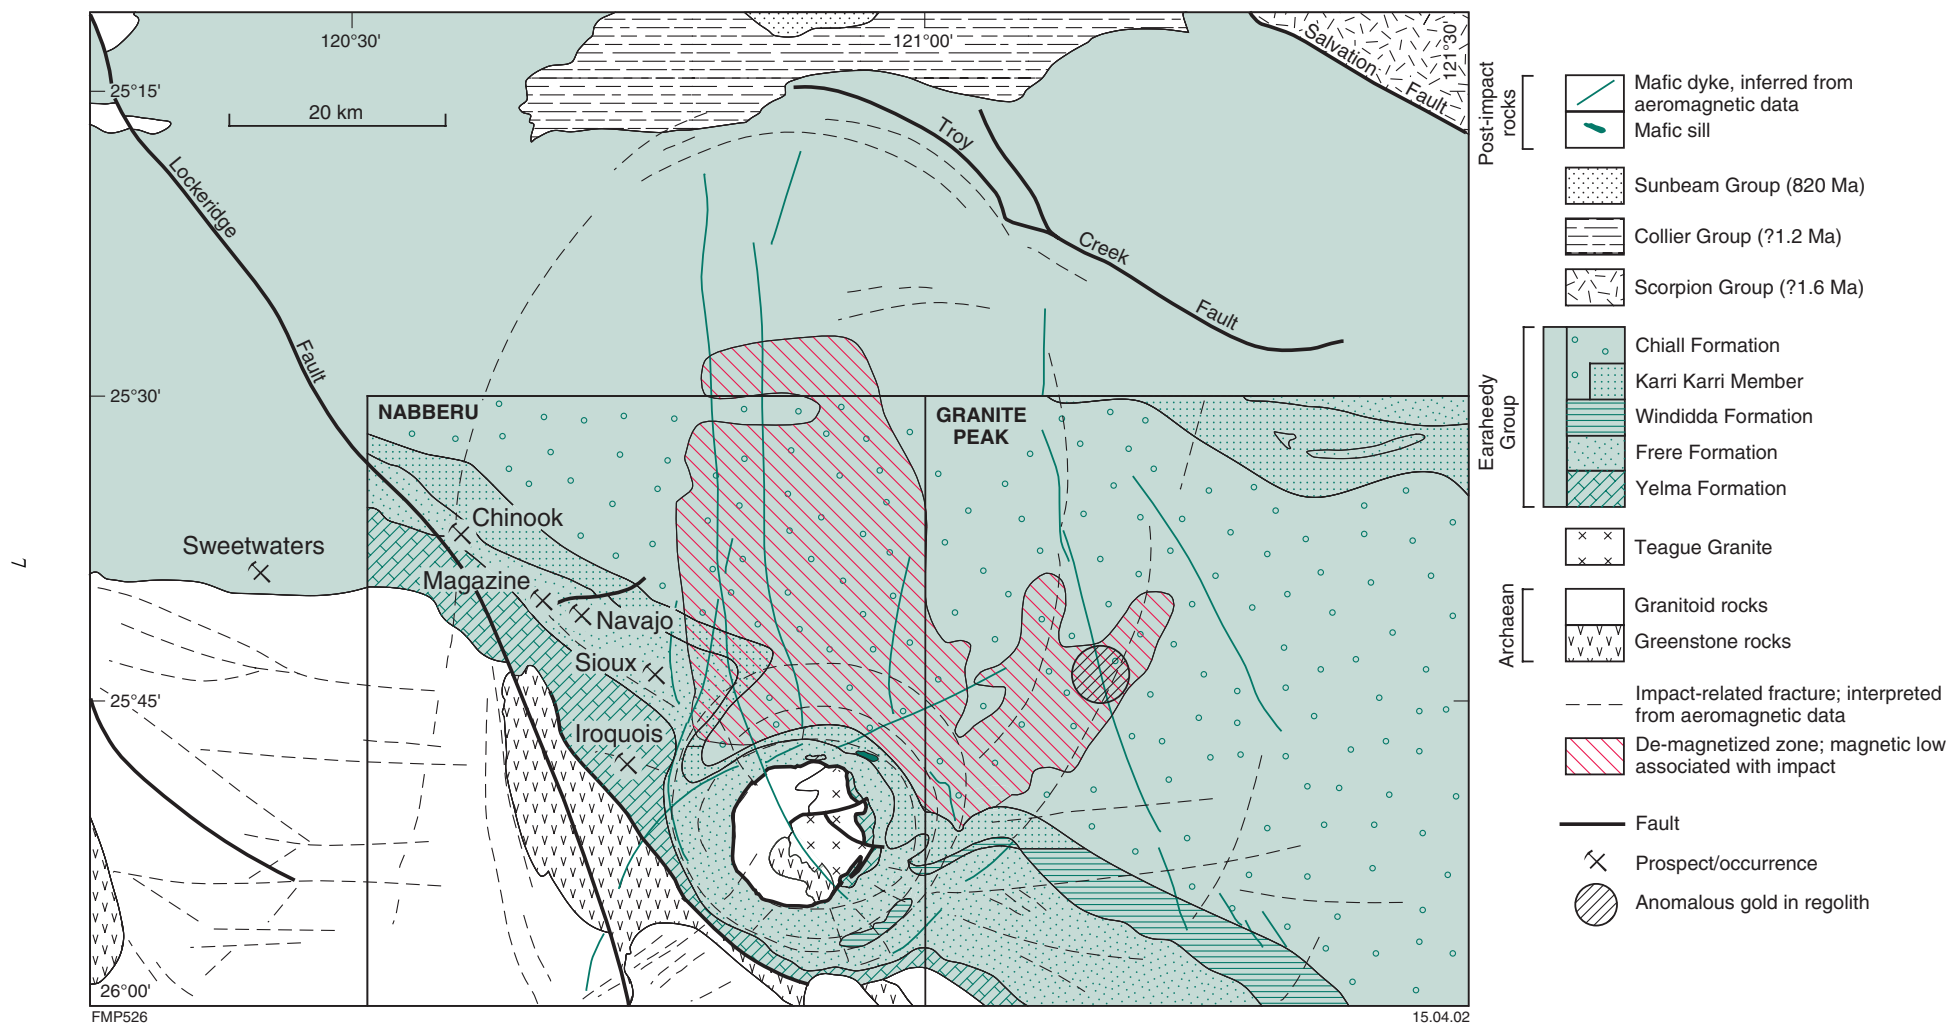 120°30'
121°00'
121°30'
25°15'
20 km
Salvation
Fault
Troy
Creek
Fault
Lockeridge
Fault
25°30'
NABBERU
GRANITE
PEAK
Chinook
Sweetwaters
Magazine
Navajo
Sioux
25°45'
Iroquois
26°00'
FMP526
15.04.02
7
Post-impact
rocks
Mafic dyke, inferred from
aeromagnetic data
Mafic sill
Sunbeam Group (820 Ma)
Collier Group (?1.2 Ma)
Scorpion Group (?1.6 Ma)
Earaheedy
Group
Chiall Formation
Karri Karri Member
Windidda Formation
Frere Formation
Yelma Formation
Teague Granite
Archaean
Granitoid rocks
Greenstone rocks
Impact-related fracture; interpreted
from aeromagnetic data
De-magnetized zone; magnetic low
associated with impact
Fault
Prospect/occurrence
Anomalous gold in regolith